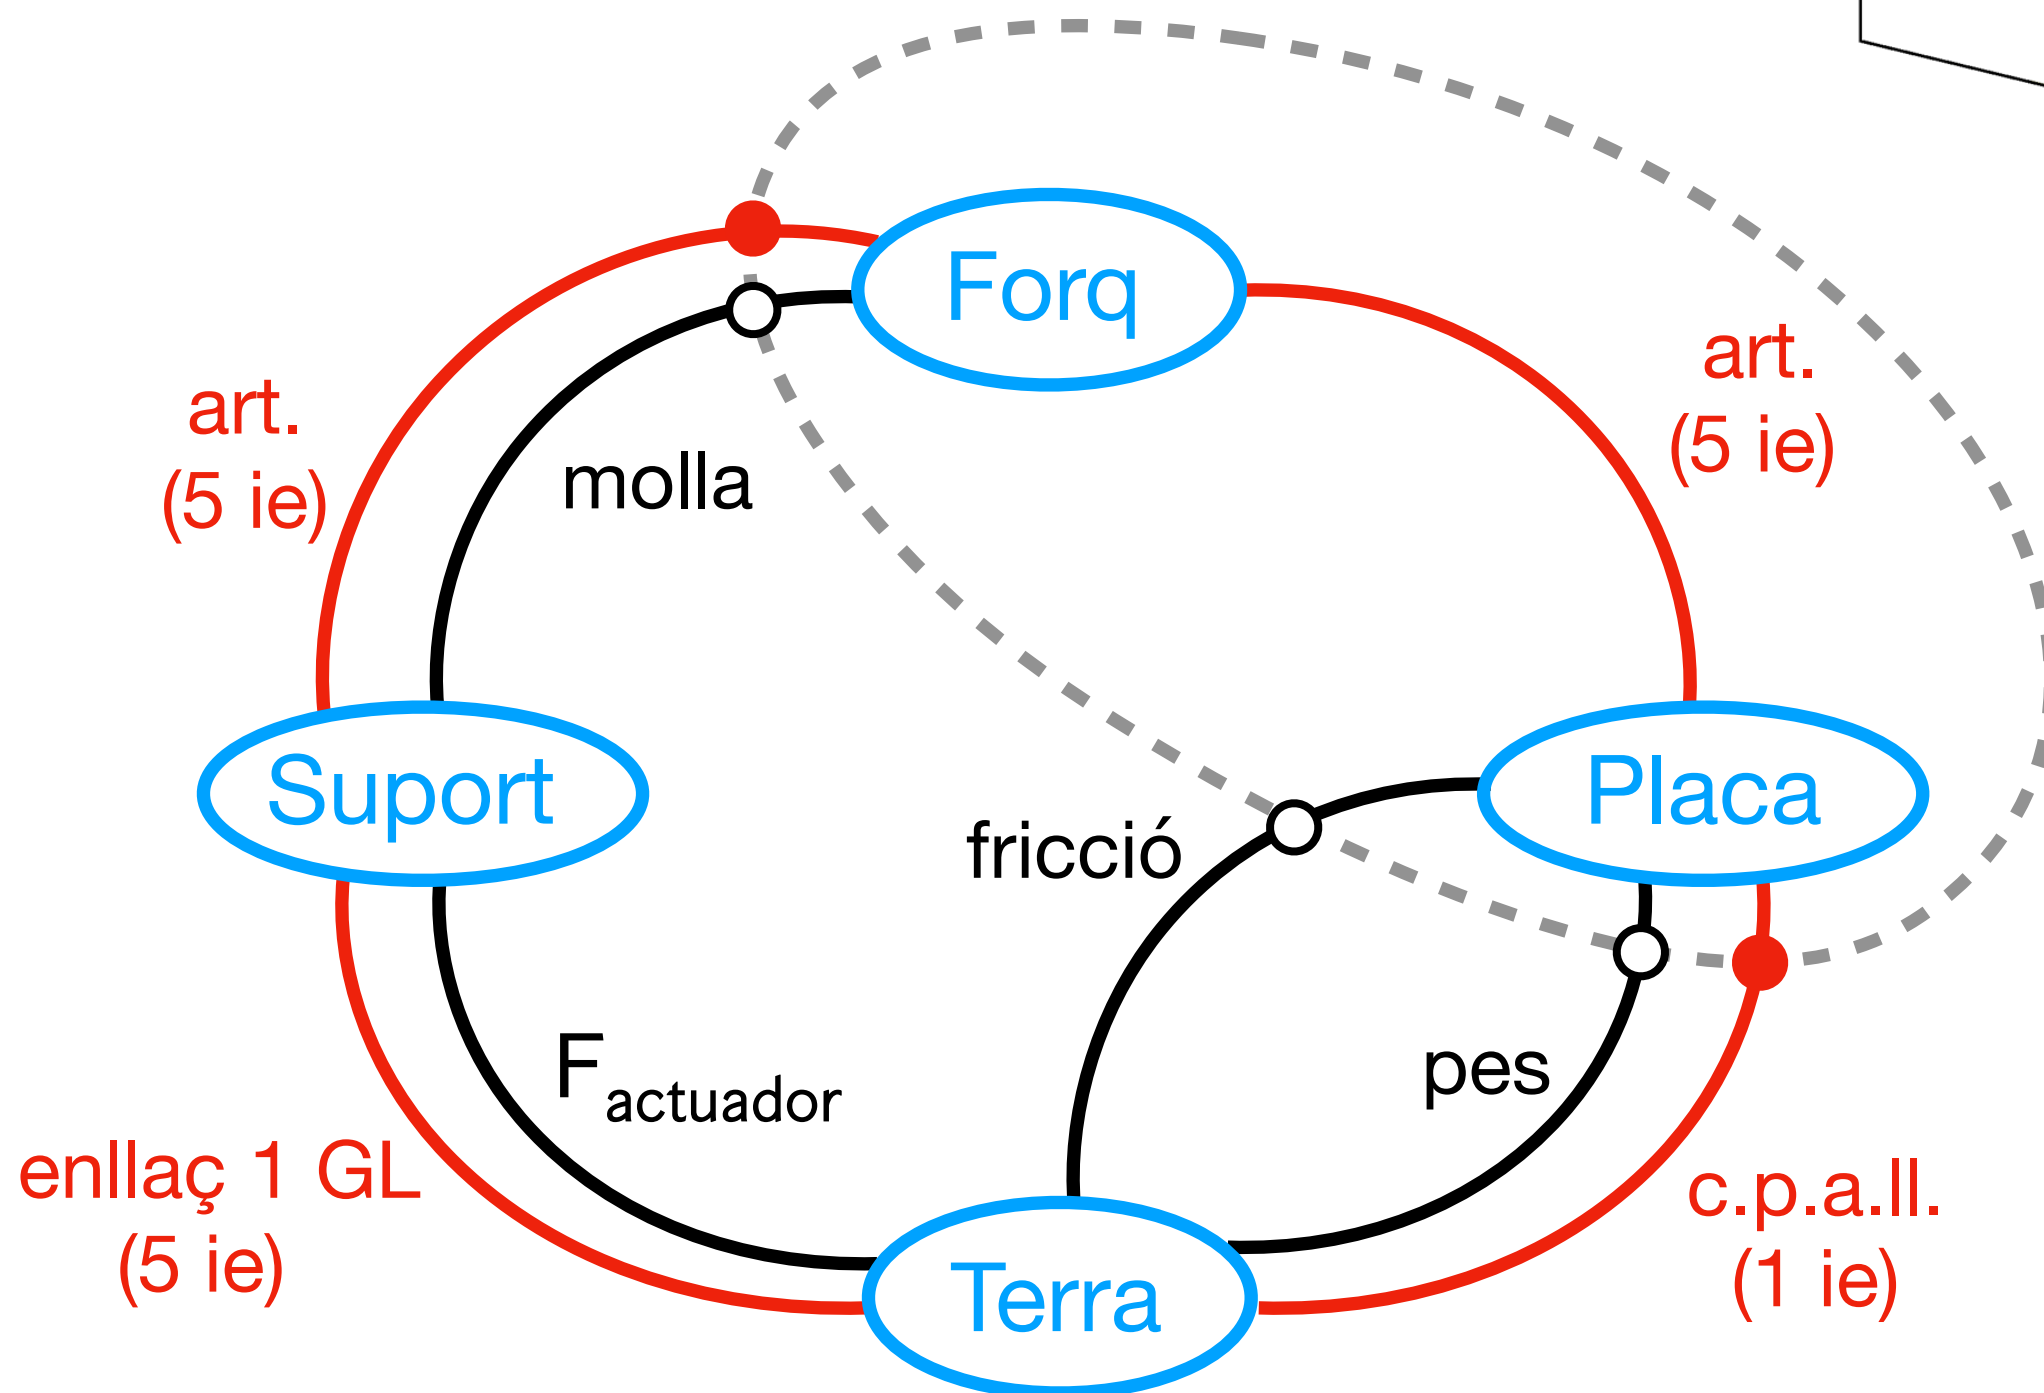 Forq
art.
(5 ie)
art.
(5 ie)
molla
Suport
fricció
Placa
F actuador
pes
enllaç 1 GL
(5 ie)
c.p.a.ll.
(1 ie)
Terra